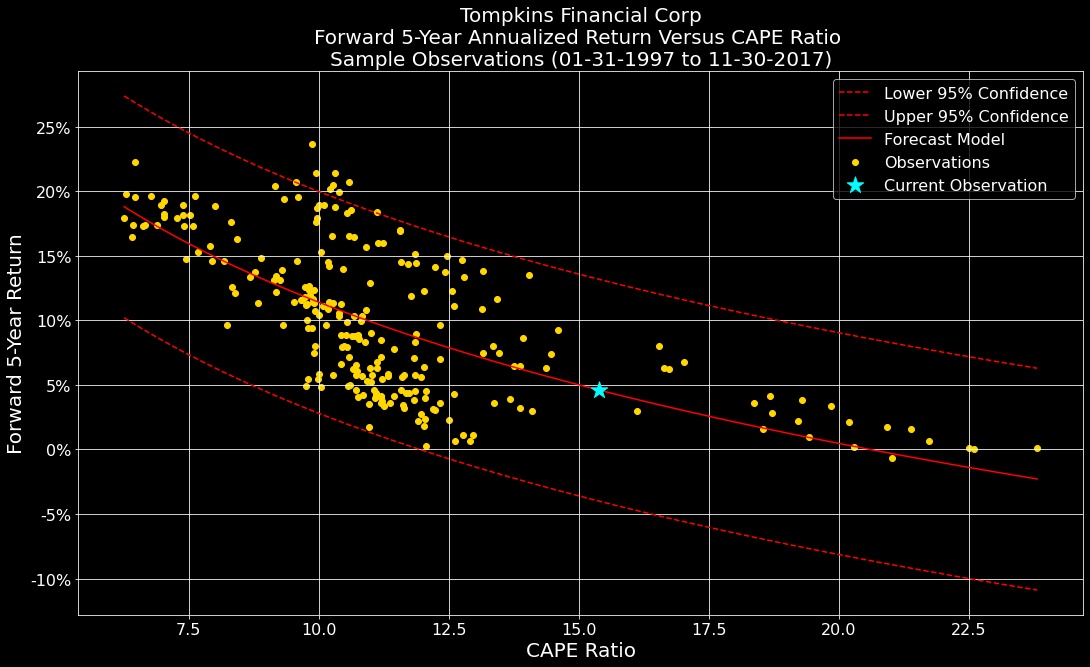 Tompkins Financial Corp
Forward 5-Year Annualized Return Versus CAPE Ratio
Sample Observations (01-31-1997 to 11-30-2017)
Lower 95% Confidence
Upper 95% Confidence
Forecast Model
Observations
Current Observation
Forward 5-Year Return
25%
20%
15%
10%
5%
0%
-5%
-10%
7.5 10.0 12.5 15.0 17.5 20.0 22.5
CAPE Ratio